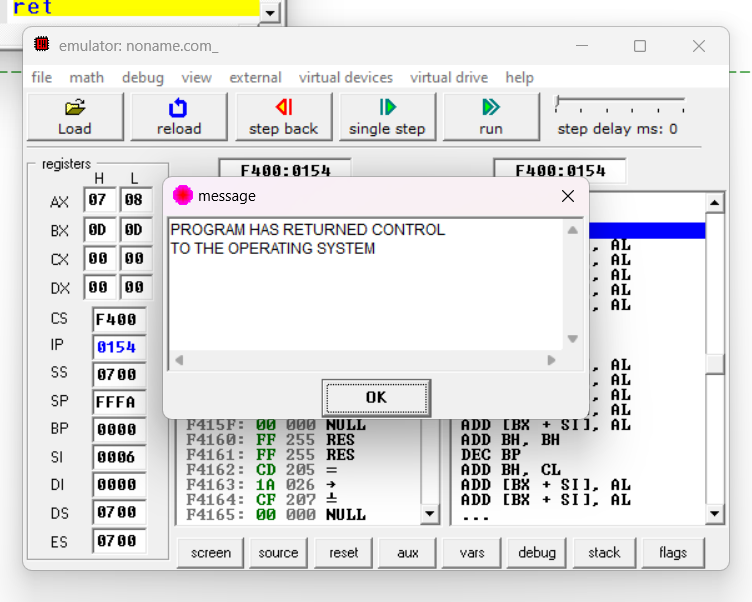 ret
emulator: noname.com_
file math debug view external virtual devices virtual drive help
Load reload step back single step run step delay ms: 0
registers F400:0154 F400:0154
H L
AX 07 08
BX 0D 0D
CX 00 00
DX 00 00
CS F400
IP 0154
SS 0700
SP FFFA
BP 0000
SI 0006
DI 0000
DS 0700
ES 0700
message
PROGRAM HAS RETURNED CONTROL
TO THE OPERATING SYSTEM
OK
F415F: 00 000 NULL
F4160: FF 255 RES
F4161: FF 255 RES
F4162: CD 205 =
F4163: 1A 026 →
F4164: CF 207 ╧
F4165: 00 000 NULL
, AL
, AL
, AL
, AL
, AL
, AL
, AL
, AL
, AL
ADD [BX + SI], AL
ADD BH, BH
DEC BP
ADD BH, CL
ADD [BX + SI], AL
ADD [BX + SI], AL
...
screen source reset aux vars debug stack flags